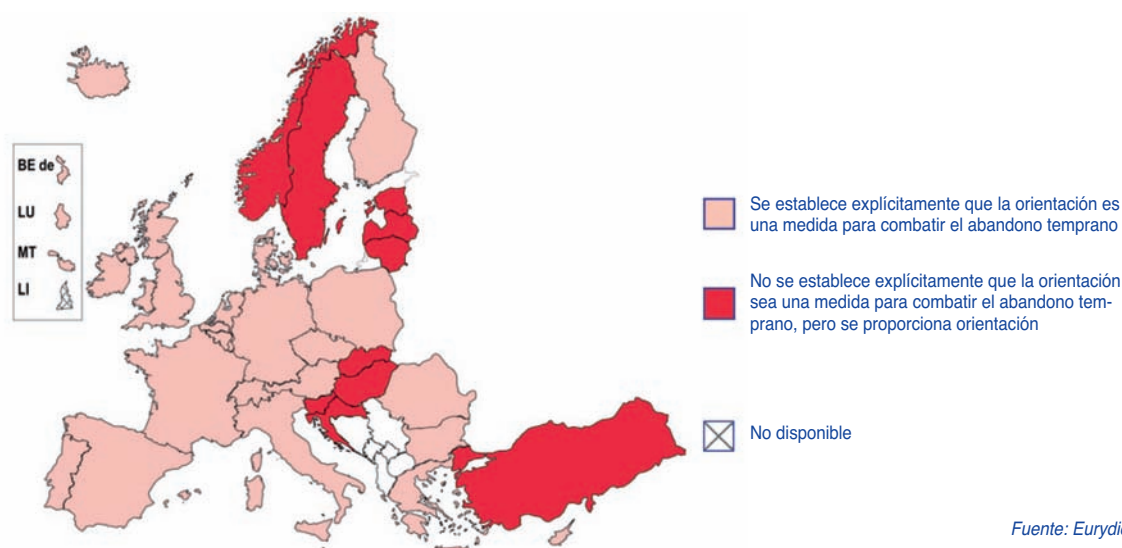 BE de
LU
MT
LI
Se establece explícitamente que la orientación es
una medida para combatir el abandono temprano
No se establece explícitamente que la orientación
sea una medida para combatir el abandono tem-
prano, pero se proporciona orientación
No disponible
Fuente: Eurydic